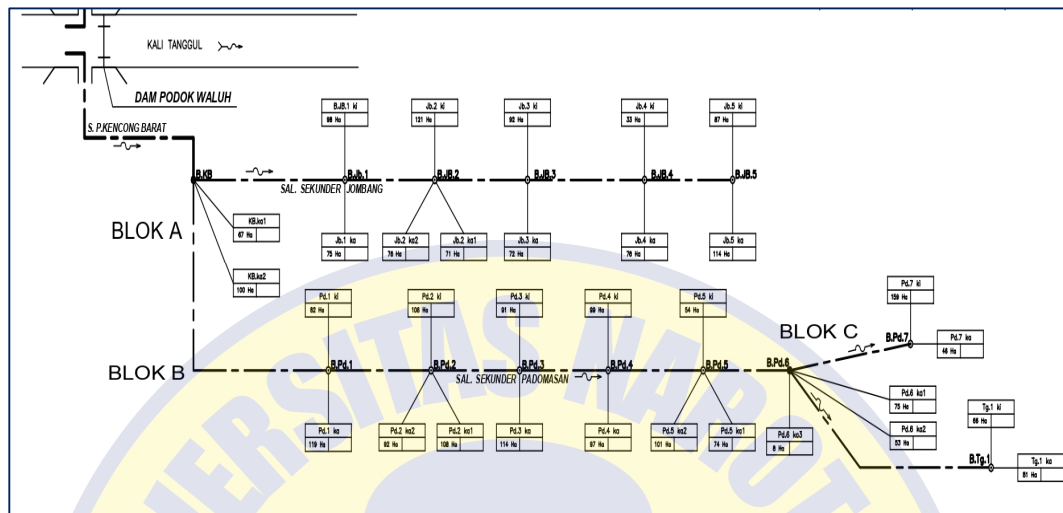 KALI TANGGUL
DAM PODOK WALUH
S. P.KENCONG BARAT
B.JB.1 ki
98 Ha
Jb.2 ki
121 Ha
Jb.3 ki
92 Ha
Jb.4 ki
33 Ha
Jb.5 ki
87 Ha
B.KB
B.Jb.1
B.JB.2
B.JB.3
B.JB.4
B.JB.5
SAL. SEKUNDER JOMBANG
BLOK A
KB.ka1
67 Ha
KB.ka2
100 Ha
Jb.1 ka
75 Ha
Jb.2 ka2
Jb.2 ka1
71 Ha
Jb.3 ka
72 Ha
Jb.4 ka
76 Ha
Jb.5 ka
114 Ha
Pd.1 ki
82 Ha
Pd.2 ki
108 Ha
Pd.3 ki
91 Ha
Pd.4 ki
99 Ha
Pd.5 ki
54 Ha
Pd.7 ki
159 Ha
BLOK C
B.Pd.7
Pd.7 ka
46 Ha
BLOK B
B.Pd.1
B.Pd.2
B.Pd.3
B.Pd.4
B.Pd.5
B.Pd.6
SAL. SEKUNDER PADOMASAN
Pd.6 ka1
75 Ha
Pd.6 ka2
53 Ha
Pd.6 ka3
8 Ha
Pd.1 ka
119 Ha
Pd.2 ka2
92 Ha
Pd.2 ka1
108 Ha
Pd.3 ka
114 Ha
Pd.4 ka
97 Ha
Pd.5 ka2
101 Ha
Pd.5 ka1
74 Ha
Tg.1 ki
B.Tg.1
Tg.1 ka
UNIVERSITAS NAROT